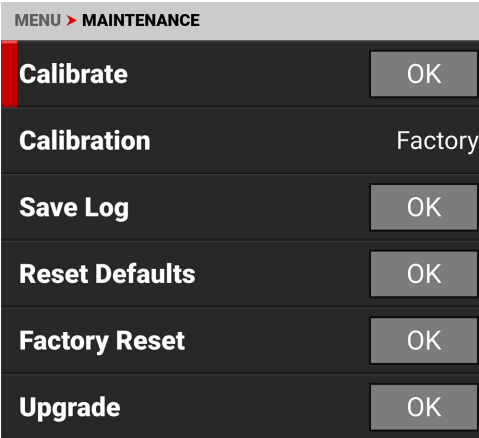 MENU > MAINTENANCE
Calibrate OK
Calibration Factory
Save Log OK
Reset Defaults OK
Factory Reset OK
Upgrade OK